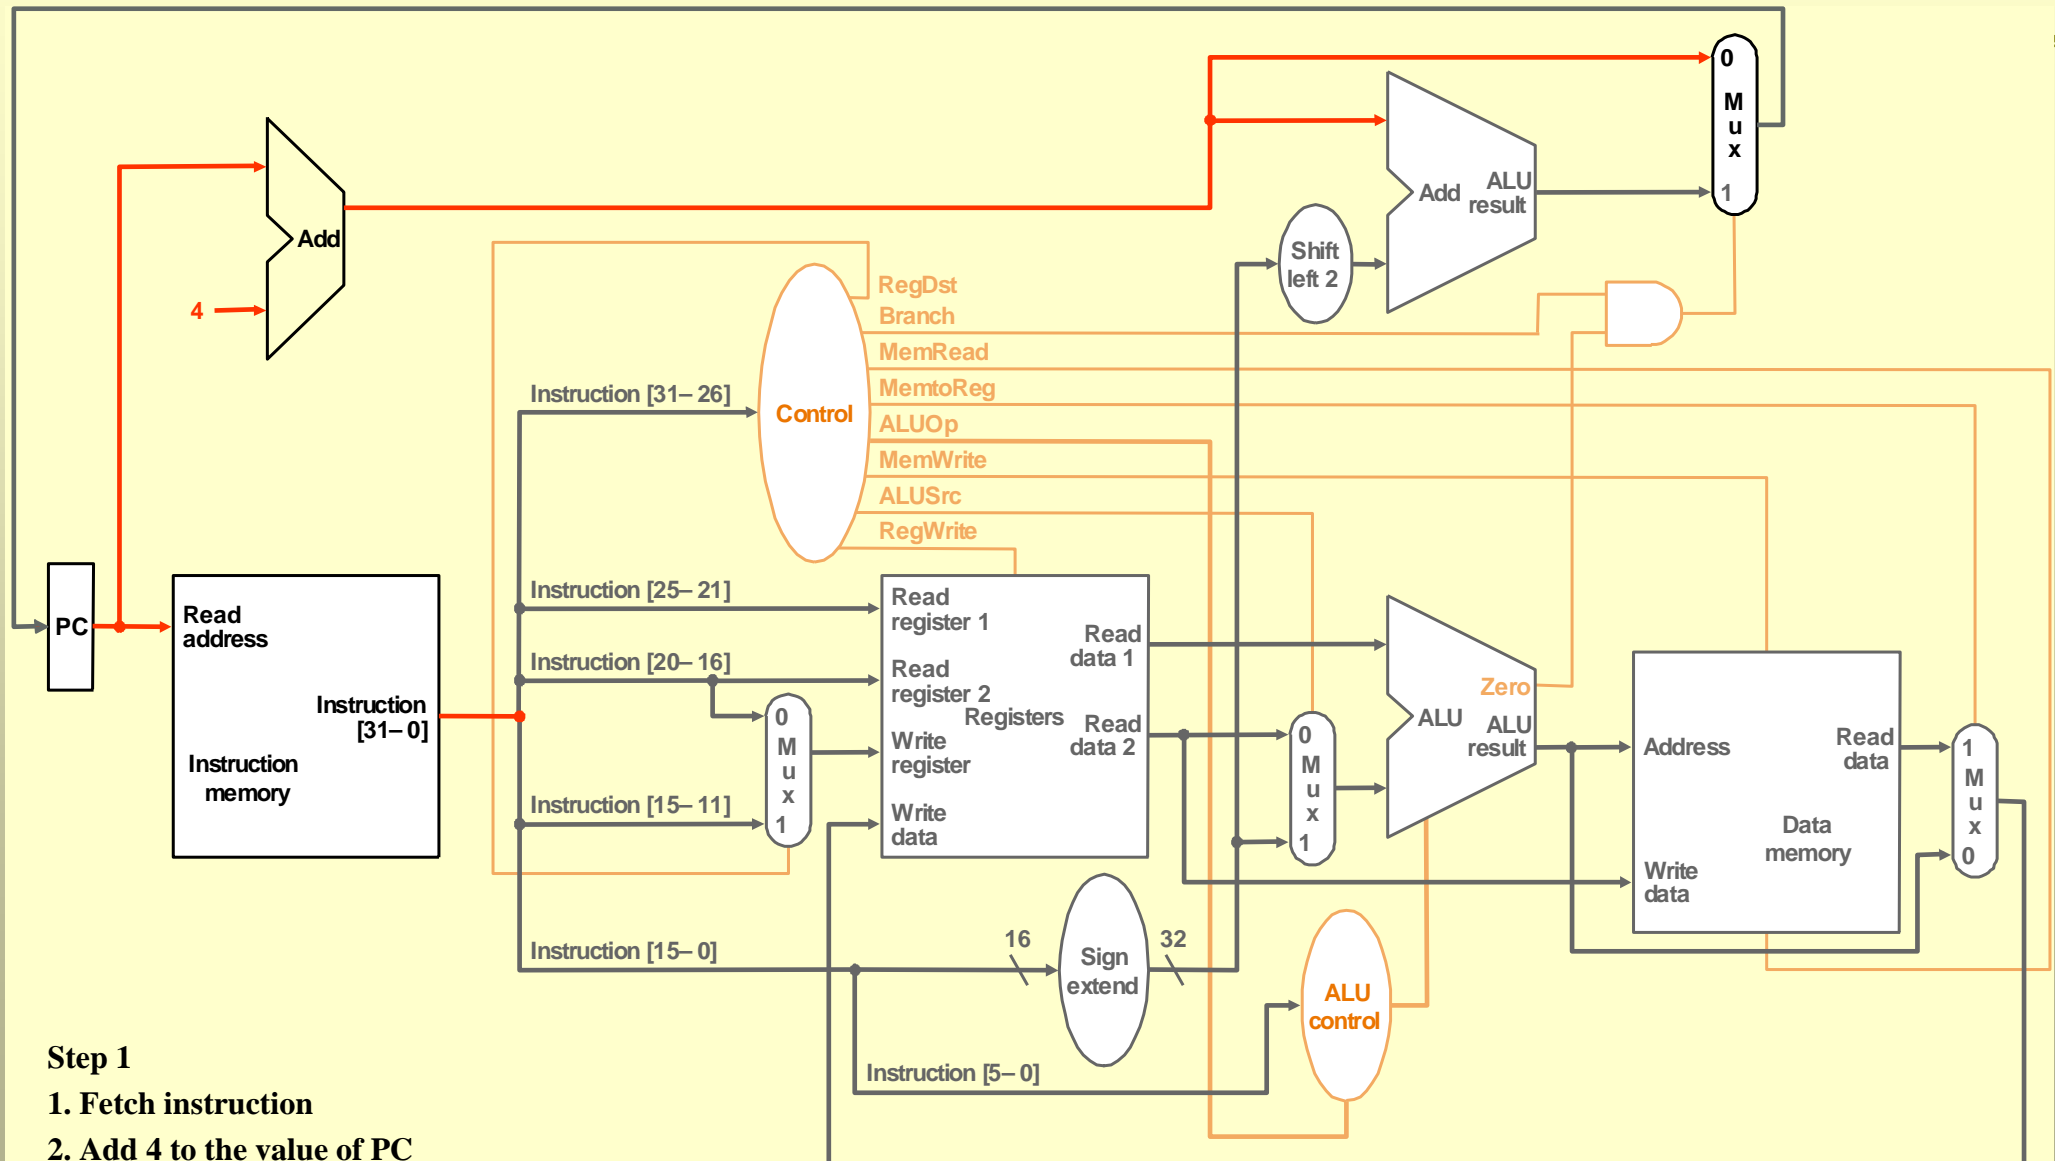 0
M
u
x
1
Add
ALU
result
Shift
left 2
Add
4
RegDst
Branch
MemRead
MemtoReg
ALUOp
MemWrite
ALUSrc
RegWrite
Control
Instruction [31–26]
Instruction [25–21]
Instruction [20–16]
Instruction [15–11]
Instruction [15–0]
Instruction [5–0]
PC
Read
address
Instruction
[31–0]
Instruction
memory
0
M
u
x
1
Read
register 1
Read
register 2
Write
register
Write
data
Registers
Read
data 1
Read
data 2
0
M
u
x
1
Zero
ALU
ALU
result
Address
Write
data
Read
data
Data
memory
1
M
u
x
0
16
Sign
extend
32
ALU
control
Step 1
1. Fetch instruction
2. Add 4 to the value of PC